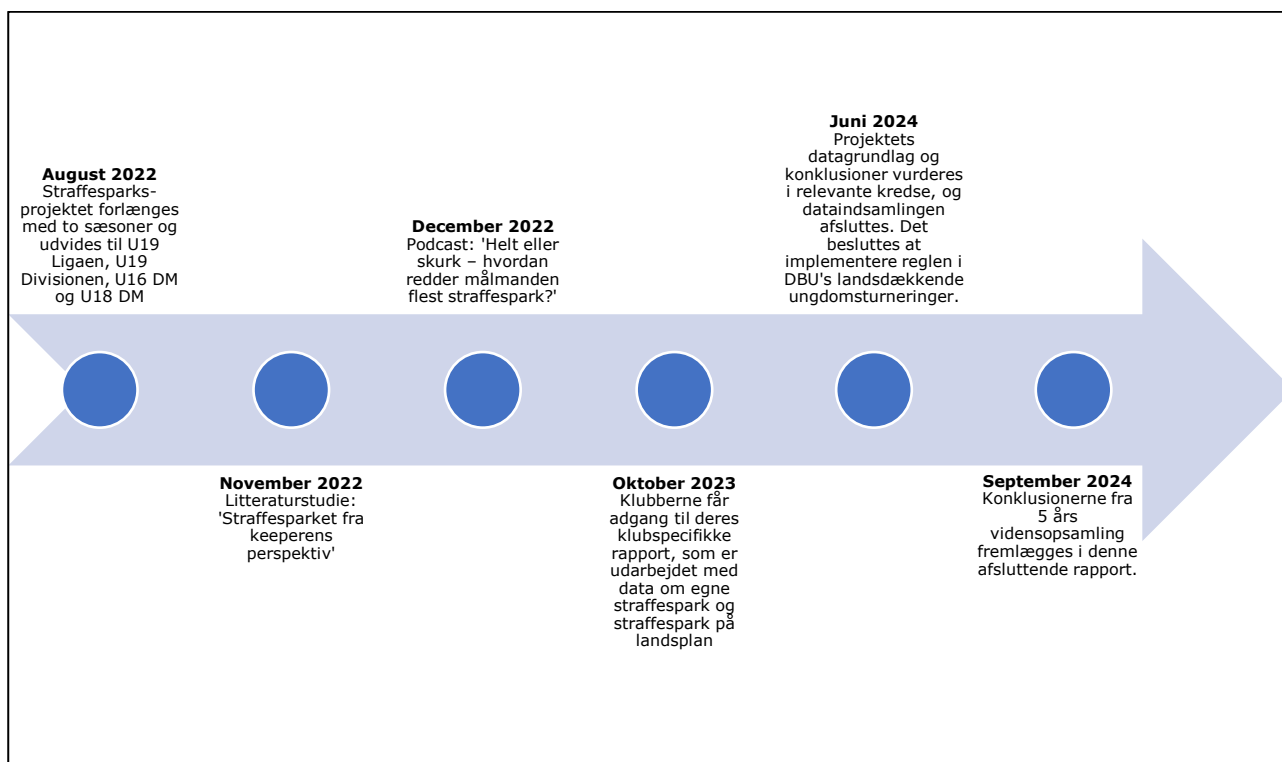 August 2022
Straffesparks-
projektet forlænges
med to sæsoner og
udvides til U19
Ligaen, U19
Divisionen, U16 DM
og U18 DM
November 2022
Litteraturstudie:
'Straffesparket fra
keeperens
perspektiv'
December 2022
Podcast: 'Helt eller
skurk – hvordan
redder målmanden
flest straffespark?'
Oktober 2023
Klubberne får
adgang til deres
klubspecifikke
rapport, som er
udarbejdet med
data om egne
straffespark og
straffespark på
landsplan
Juni 2024
Projektets
datagrundlag og
konklusioner vurderes
i relevante kredse, og
dataindsamlingen
afsluttes. Det
besluttes at
implementere reglen i
DBU's landsdækkende
ungdomsturneringer.
September 2024
Konklusionerne fra
5 års
vidensopsamling
fremlægges i denne
afsluttende rapport.